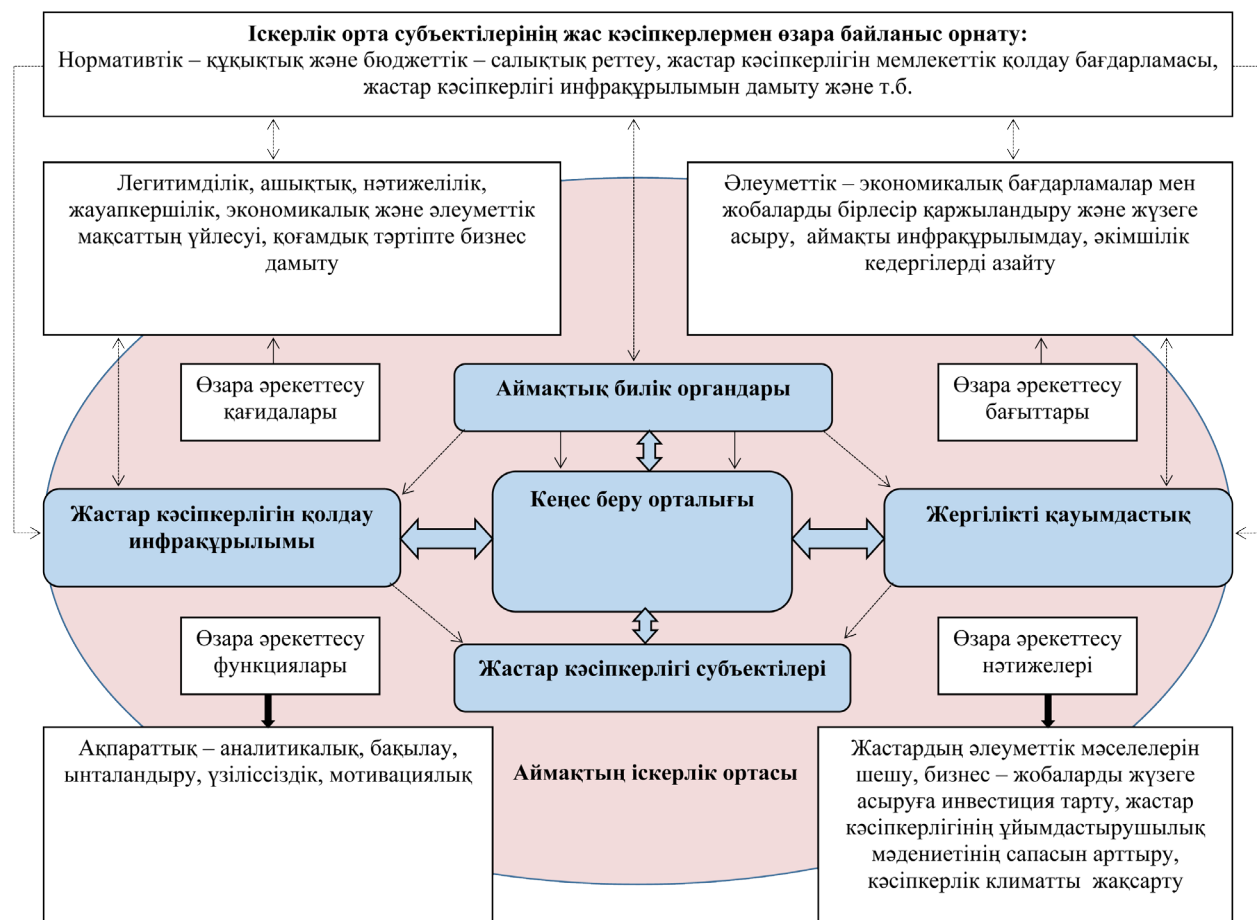 Іскерлік орта субъектілерінің жас кәсіпкерлермен өзара байланыс орнату:
Нормативтік – құқықтық және бюджеттік – салықтық реттеу, жастар кәсіпкерлігін мемлекеттік қолдау бағдарламасы,
жастар кәсіпкерлігі инфрақұрылымын дамыту және т.б.
Легитимділік, ашықтық, нәтижелілік,
жауапкершілік, экономикалық және әлеуметтік
мақсаттың үйлесуі, қоғамдық тәртіпте бизнес
дамыту
Әлеуметтік – экономикалық бағдарламалар мен
жобаларды бірлесір қаржыландыру және жүзеге
асыру, аймақты инфрақұрылымдау, әкімшілік
кедергілерді азайту
Өзара әрекеттесу
қағидалары
Аймақтық билік органдары
Өзара әрекеттесу
бағыттары
Жастар кәсіпкерлігін қолдау
инфрақұрылымы
Кеңес беру орталығы
Жергілікті қауымдастық
Өзара әрекеттесу
функциялары
Жастар кәсіпкерлігі субъектілері
Өзара әрекеттесу
нәтижелері
Ақпараттық – аналитикалық, бақылау,
ынталандыру, үзіліссіздік, мотивациялық
Аймақтың іскерлік ортасы
Жастардың әлеуметтік мәселелерін
шешу, бизнес – жобаларды жүзеге
асыруға инвестиция тарту, жастар
кәсіпкерлігінің ұйымдастырушылық
мәдениетінің сапасын арттыру,
кәсіпкерлік климатты жақсарту